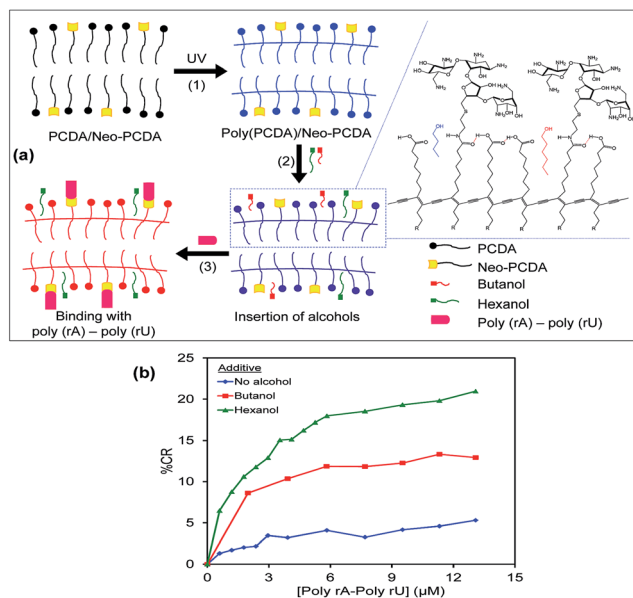 (a)
PCDA/Neo-PCDA
UV
(1)
Poly(PCDA)/Neo-PCDA
(2)
Insertion of alcohols
(3)
Binding with
poly (rA) – poly (rU)
PCDA
Neo-PCDA
Butanol
Hexanol
Poly (rA) – poly (rU)
(b)
Additive
No alcohol
Butanol
Hexanol
%CR
25
20
15
10
5
0
0
3
6
9
12
15
[Poly rA-Poly rU] (µM)